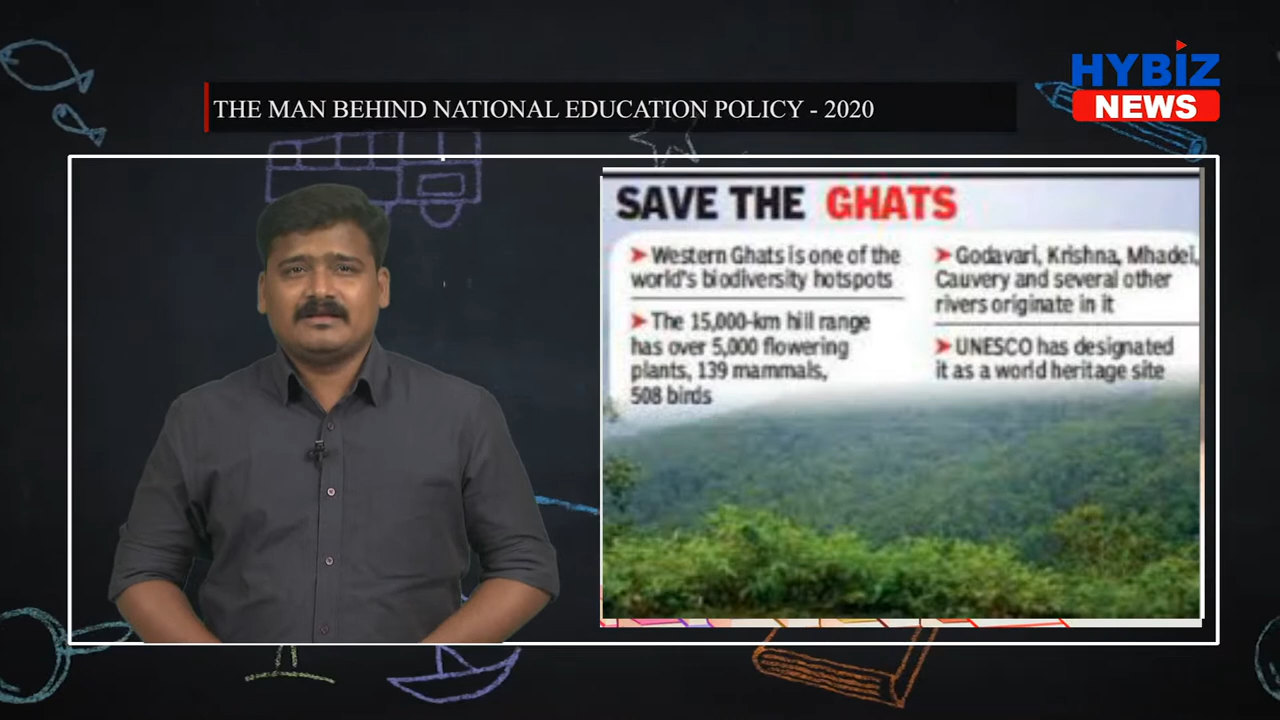 HYBIZ
NEWS
THE MAN BEHIND NATIONAL EDUCATION POLICY - 2020
SAVE THE GHATS
➤ Western Ghats is one of the
world's biodiversity hotspots
➤ The 15,000-km hill range
has over 5,000 flowering
plants, 139 mammals,
508 birds
➤ Godavari, Krishna, Mhadei,
Cauvery and several other
rivers originate in it
➤ UNESCO has designated
it as a world heritage site